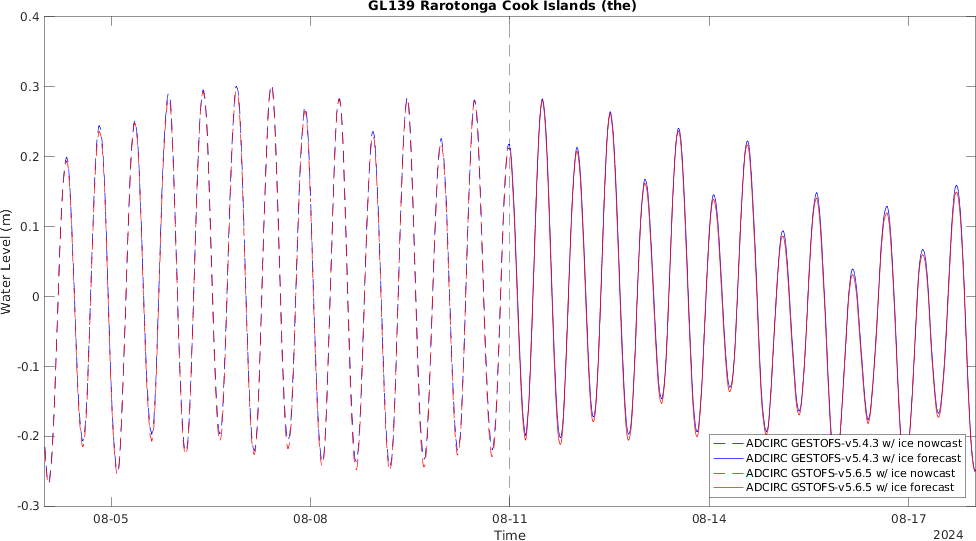 GL139 Rarotonga Cook Islands (the)
0.4
0.3
0.2
0.1
0
-0.1
-0.2
-0.3
Water Level (m)
ADCIRC GESTOFS-v5.4.3 w/ ice nowcast
ADCIRC GESTOFS-v5.4.3 w/ ice forecast
ADCIRC GSTOFS-v5.6.5 w/ ice nowcast
ADCIRC GSTOFS-v5.6.5 w/ ice forecast
08-05
08-08
08-11
08-14
08-17
Time
2024